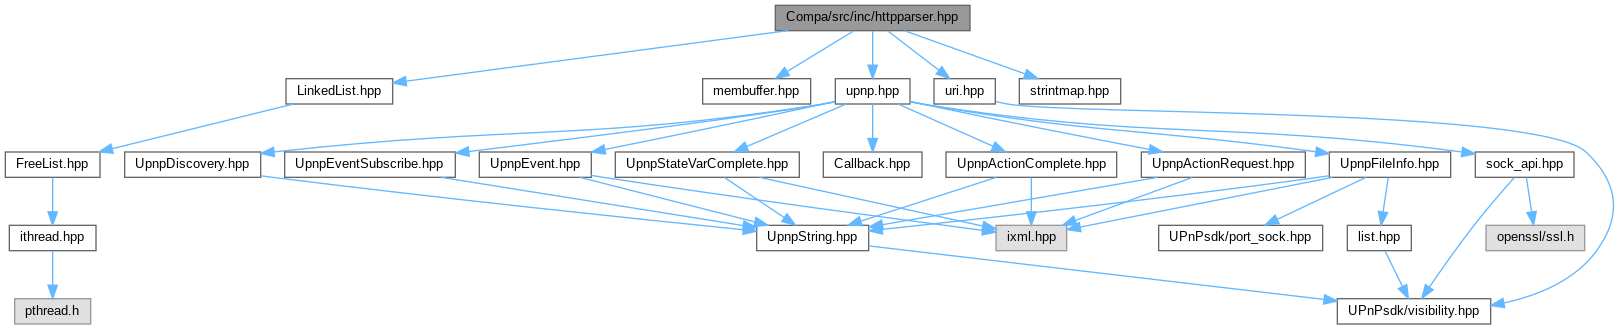 Compa/src/inc/httpparser.hpp
LinkedList.hpp
membuffer.hpp
upnp.hpp
uri.hpp
strintmap.hpp
FreeList.hpp
UpnpDiscovery.hpp
UpnpEventSubscribe.hpp
UpnpEvent.hpp
UpnpStateVarComplete.hpp
Callback.hpp
UpnpActionComplete.hpp
UpnpActionRequest.hpp
UpnpFileInfo.hpp
sock_api.hpp
ithread.hpp
UpnpString.hpp
ixml.hpp
UPnPsdk/port_sock.hpp
list.hpp
openssl/ssl.h
pthread.h
UPnPsdk/visibility.hpp